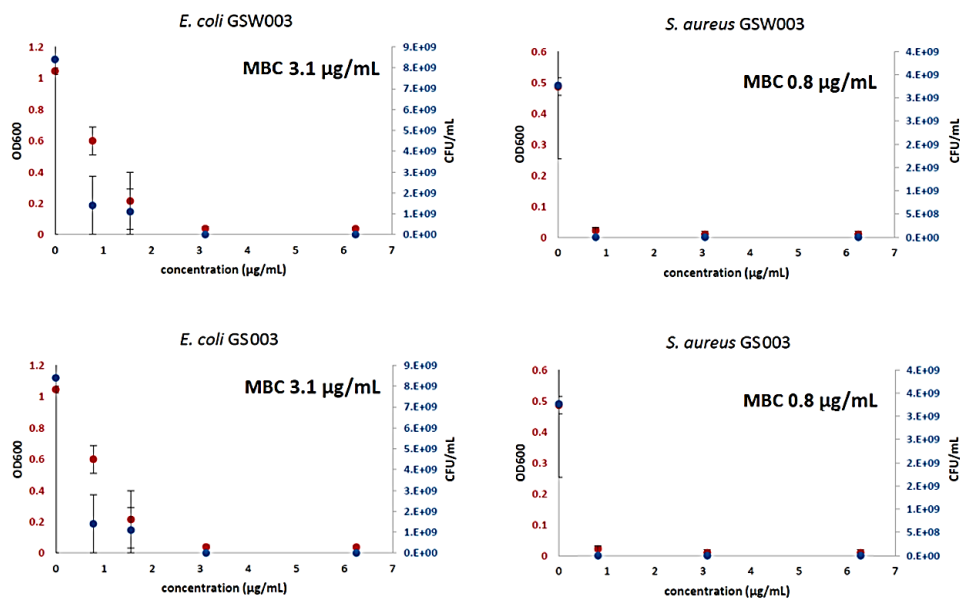 E. coli GSW003
MBC 3.1 µg/mL
OD600
1.2
1
0.8
0.6
0.4
0.2
0
9.E+09
8.E+09
7.E+09
6.E+09
5.E+09
4.E+09
3.E+09
2.E+09
1.E+09
0.E+00
CFU/mL
0 1 2 3 4 5 6 7
concentration (µg/mL)
S. aureus GSW003
MBC 0.8 µg/mL
OD600
0.6
0.5
0.4
0.3
0.2
0.1
0
4.E+09
4.E+09
3.E+09
3.E+09
2.E+09
2.E+09
1.E+09
5.E+08
0.E+00
CFU/mL
0 1 2 3 4 5 6 7
concentration (µg/mL)
E. coli GS003
MBC 3.1 µg/mL
OD600
1.2
1
0.8
0.6
0.4
0.2
0
9.E+09
8.E+09
7.E+09
6.E+09
5.E+09
4.E+09
3.E+09
2.E+09
1.E+09
0.E+00
CFU/mL
0 1 2 3 4 5 6 7
concentration (µg/mL)
S. aureus GS003
MBC 0.8 µg/mL
OD600
0.6
0.5
0.4
0.3
0.2
0.1
0
4.E+09
4.E+09
3.E+09
3.E+09
2.E+09
2.E+09
1.E+09
5.E+08
0.E+00
CFU/mL
0 1 2 3 4 5 6 7
concentration (µg/mL)